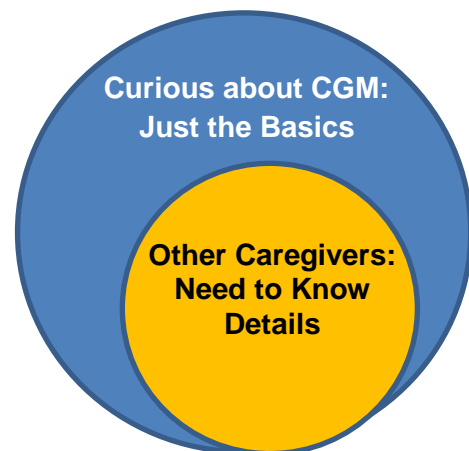 Curious about CGM:
Just the Basics
Other Caregivers:
Need to Know
Details